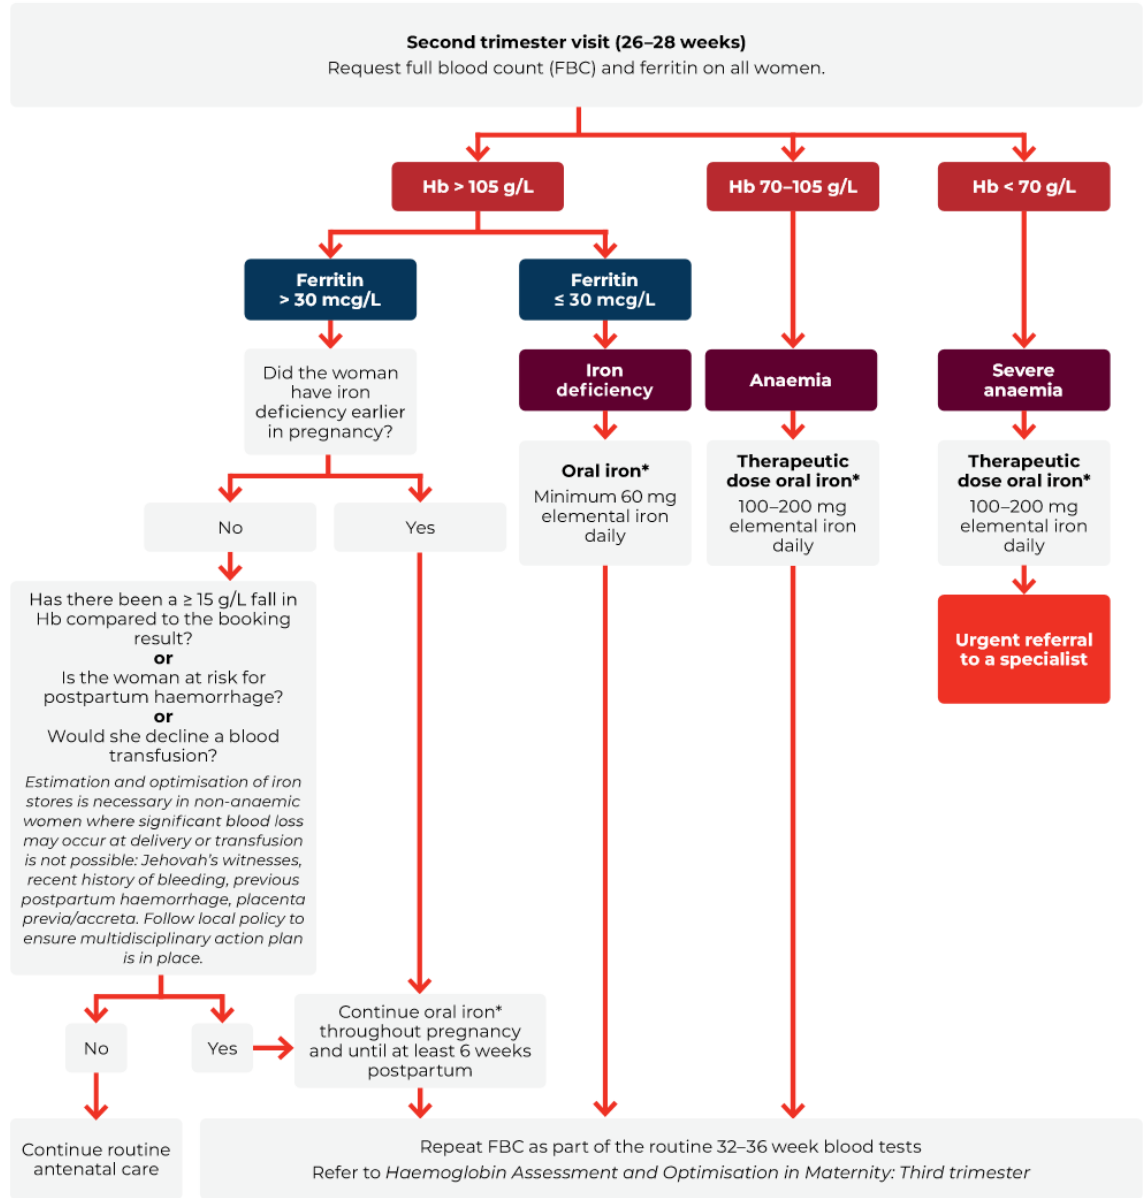 Second trimester visit (26–28 weeks)
Request full blood count (FBC) and ferritin on all women.
Hb > 105 g/L
Hb 70–105 g/L
Hb < 70 g/L
Ferritin
> 30 mcg/L
Ferritin
≤ 30 mcg/L
Did the woman
have iron
deficiency earlier
in pregnancy?
Iron
deficiency
Anaemia
Severe
anaemia
Oral iron*
Minimum 60 mg
elemental iron
daily
Therapeutic
dose oral iron*
100–200 mg
elemental iron
daily
Therapeutic
dose oral iron*
100–200 mg
elemental iron
daily
No
Yes
Has there been a ≥ 15 g/L fall in
Hb compared to the booking
result?
or
Is the woman at risk for
postpartum haemorrhage?
or
Would she decline a blood
transfusion?
Estimation and optimisation of iron
stores is necessary in non-anaemic
women where significant blood loss
may occur at delivery or transfusion
is not possible: Jehovah's witnesses,
recent history of bleeding, previous
postpartum haemorrhage, placenta
previa/accreta. Follow local policy to
ensure multidisciplinary action plan
is in place.
Urgent referral
to a specialist
No
Yes
Continue oral iron*
throughout pregnancy
and until at least 6 weeks
postpartum
Continue routine
antenatal care
Repeat FBC as part of the routine 32–36 week blood tests
Refer to Haemoglobin Assessment and Optimisation in Maternity: Third trimester